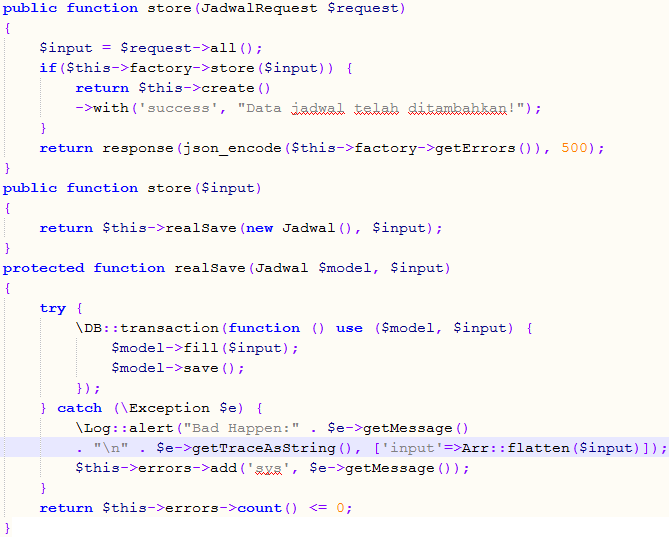 public function store(JadwalRequest $request)
{
    $input = $request->all();
    if($this->factory->store($input)) {
        return $this->create()
        ->with('success', "Data jadwal telah ditambahkan!");
    }
    return response(json_encode($this->factory->getErrors()), 500);
}
public function store($input)
{
    return $this->realSave(new Jadwal(), $input);
}
protected function realSave(Jadwal $model, $input)
{
    try {
        \DB::transaction(function () use ($model, $input) {
            $model->fill($input);
            $model->save();
        });
    } catch (\Exception $e) {
        \Log::alert("Bad Happen:" . $e->getMessage()
        . "\n" . $e->getTraceAsString(), ['input'=>Arr::flatten($input)]);
        $this->errors->add('sys', $e->getMessage());
    }
    return $this->errors->count() <= 0;
}